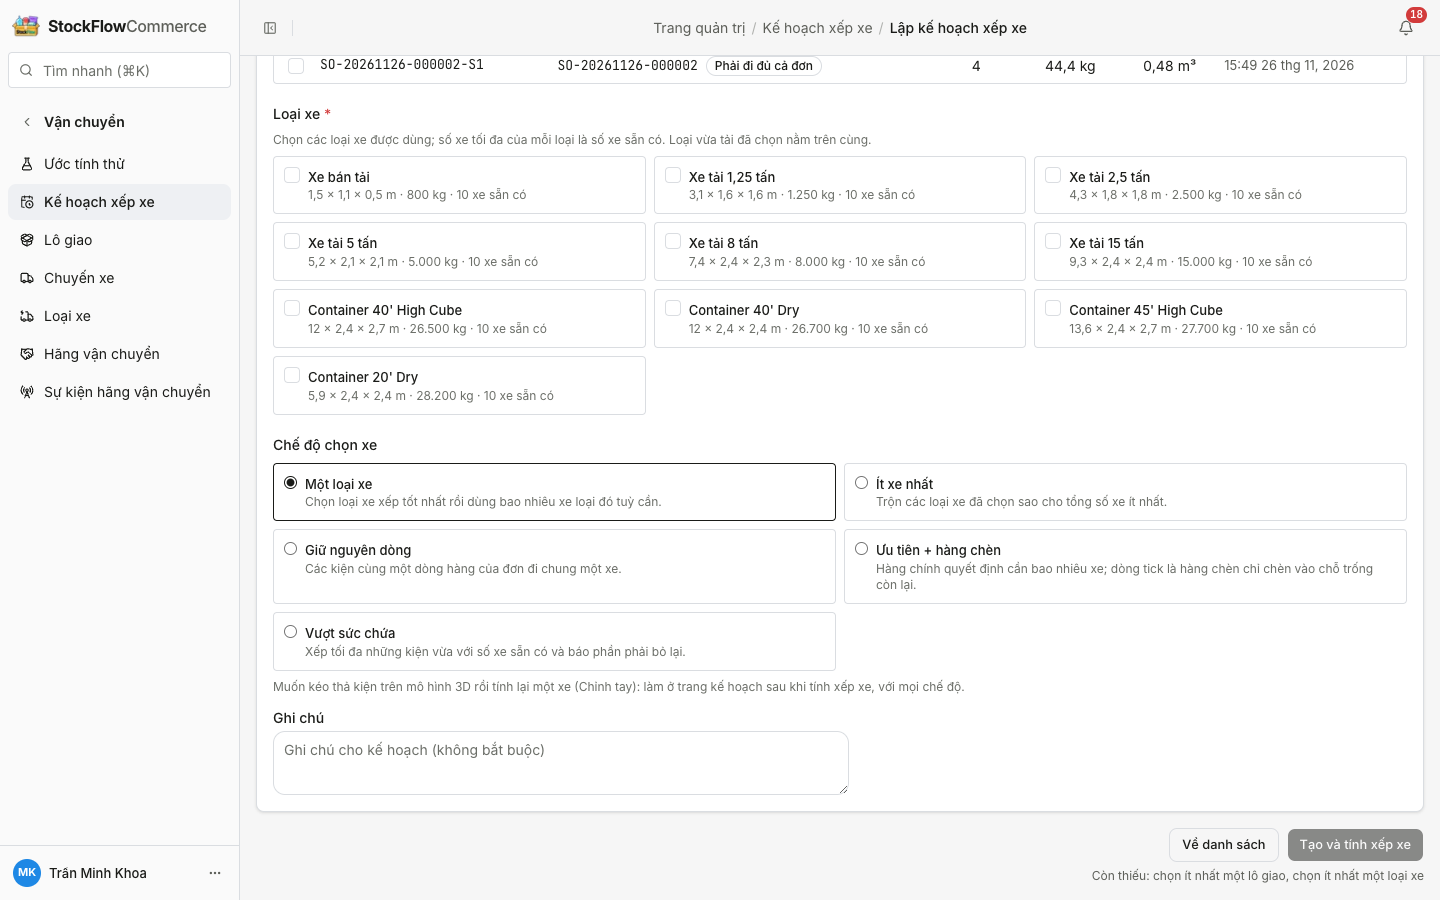 StockFlowCommerce
Tìm nhanh (⌘K)
Vận chuyển
Ước tính thử
Kế hoạch xếp xe
Lô giao
Chuyến xe
Loại xe
Hãng vận chuyển
Sự kiện hãng vận chuyển
MK
Trần Minh Khoa
Trang quản trị / Kế hoạch xếp xe / Lập kế hoạch xếp xe
18
SO-20261126-000002-S1 SO-20261126-000002 Phải đi đủ cả đơn 4 44,4 kg 0,48 m³ 15:49 26 thg 11, 2026
Loại xe *
Chọn các loại xe được dùng; số xe tối đa của mỗi loại là số xe sẵn có. Loại vừa tải đã chọn nằm trên cùng.
Xe bán tải
1,5 × 1,1 × 0,5 m · 800 kg · 10 xe sẵn có
Xe tải 1,25 tấn
3,1 × 1,6 × 1,6 m · 1.250 kg · 10 xe sẵn có
Xe tải 2,5 tấn
4,3 × 1,8 × 1,8 m · 2.500 kg · 10 xe sẵn có
Xe tải 5 tấn
5,2 × 2,1 × 2,1 m · 5.000 kg · 10 xe sẵn có
Xe tải 8 tấn
7,4 × 2,4 × 2,3 m · 8.000 kg · 10 xe sẵn có
Xe tải 15 tấn
9,3 × 2,4 × 2,4 m · 15.000 kg · 10 xe sẵn có
Container 40' High Cube
12 × 2,4 × 2,7 m · 26.500 kg · 10 xe sẵn có
Container 40' Dry
12 × 2,4 × 2,4 m · 26.700 kg · 10 xe sẵn có
Container 45' High Cube
13,6 × 2,4 × 2,7 m · 27.700 kg · 10 xe sẵn có
Container 20' Dry
5,9 × 2,4 × 2,4 m · 28.200 kg · 10 xe sẵn có
Chế độ chọn xe
Một loại xe
Chọn loại xe xếp tốt nhất rồi dùng bao nhiêu xe loại đó tuỳ cần.
Ít xe nhất
Trộn các loại xe đã chọn sao cho tổng số xe ít nhất.
Giữ nguyên dòng
Các kiện cùng một dòng hàng của đơn đi chung một xe.
Ưu tiên + hàng chèn
Hàng chính quyết định cần bao nhiêu xe; dòng tick là hàng chèn chỉ chèn vào chỗ trống
còn lại.
Vượt sức chứa
Xếp tối đa những kiện vừa với số xe sẵn có và báo phần phải bỏ lại.
Muốn kéo thả kiện trên mô hình 3D rồi tính lại một xe (Chỉnh tay): làm ở trang kế hoạch sau khi tính xếp xe, với mọi chế độ.
Ghi chú
Ghi chú cho kế hoạch (không bắt buộc)
Về danh sách
Tạo và tính xếp xe
Còn thiếu: chọn ít nhất một lô giao, chọn ít nhất một loại xe